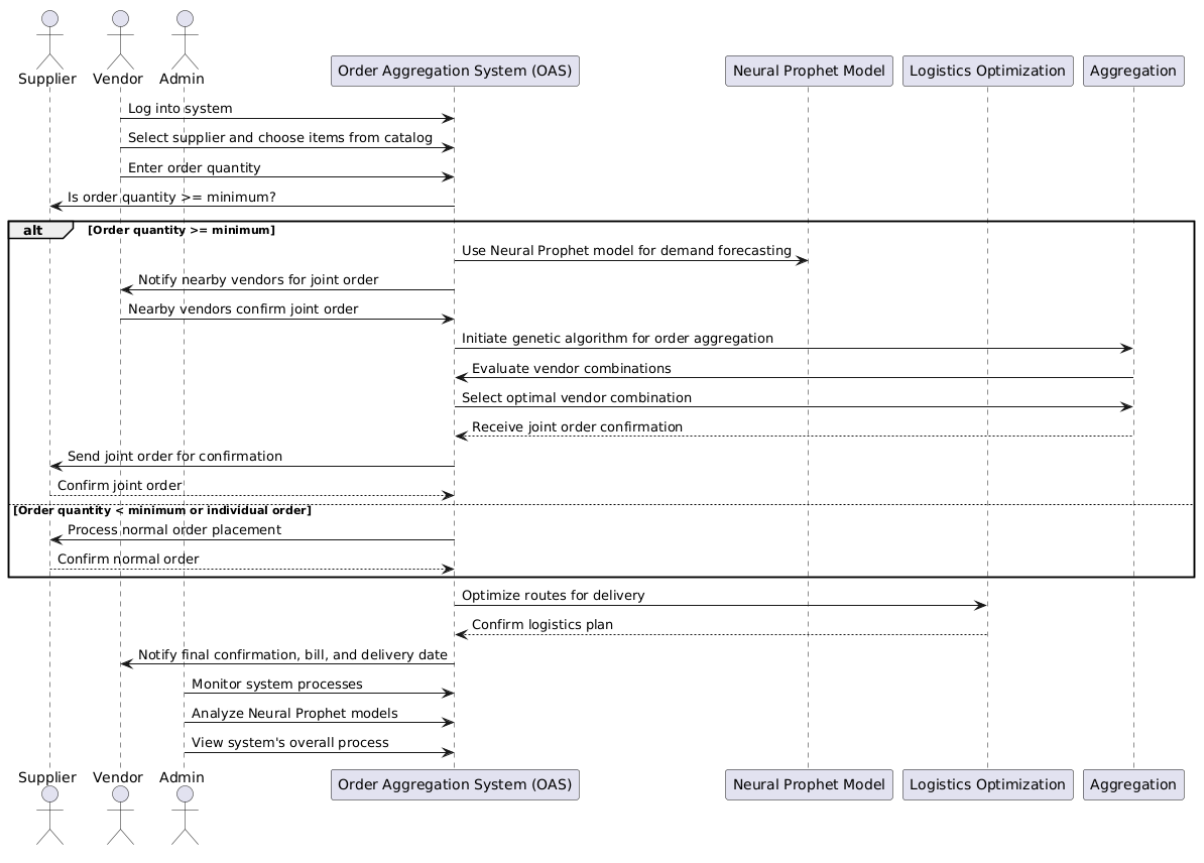 Supplier
Vendor
Admin
Order Aggregation System (OAS)
Neural Prophet Model
Logistics Optimization
Aggregation
Log into system
Select supplier and choose items from catalog
Enter order quantity
Is order quantity >= minimum?
alt
[Order quantity >= minimum]
Use Neural Prophet model for demand forecasting
Notify nearby vendors for joint order
Nearby vendors confirm joint order
Initiate genetic algorithm for order aggregation
Evaluate vendor combinations
Select optimal vendor combination
Receive joint order confirmation
Send joint order for confirmation
Confirm joint order
[Order quantity < minimum or individual order]
Process normal order placement
Confirm normal order
Optimize routes for delivery
Confirm logistics plan
Notify final confirmation, bill, and delivery date
Monitor system processes
Analyze Neural Prophet models
View system's overall process
Supplier
Vendor
Admin
Order Aggregation System (OAS)
Neural Prophet Model
Logistics Optimization
Aggregation